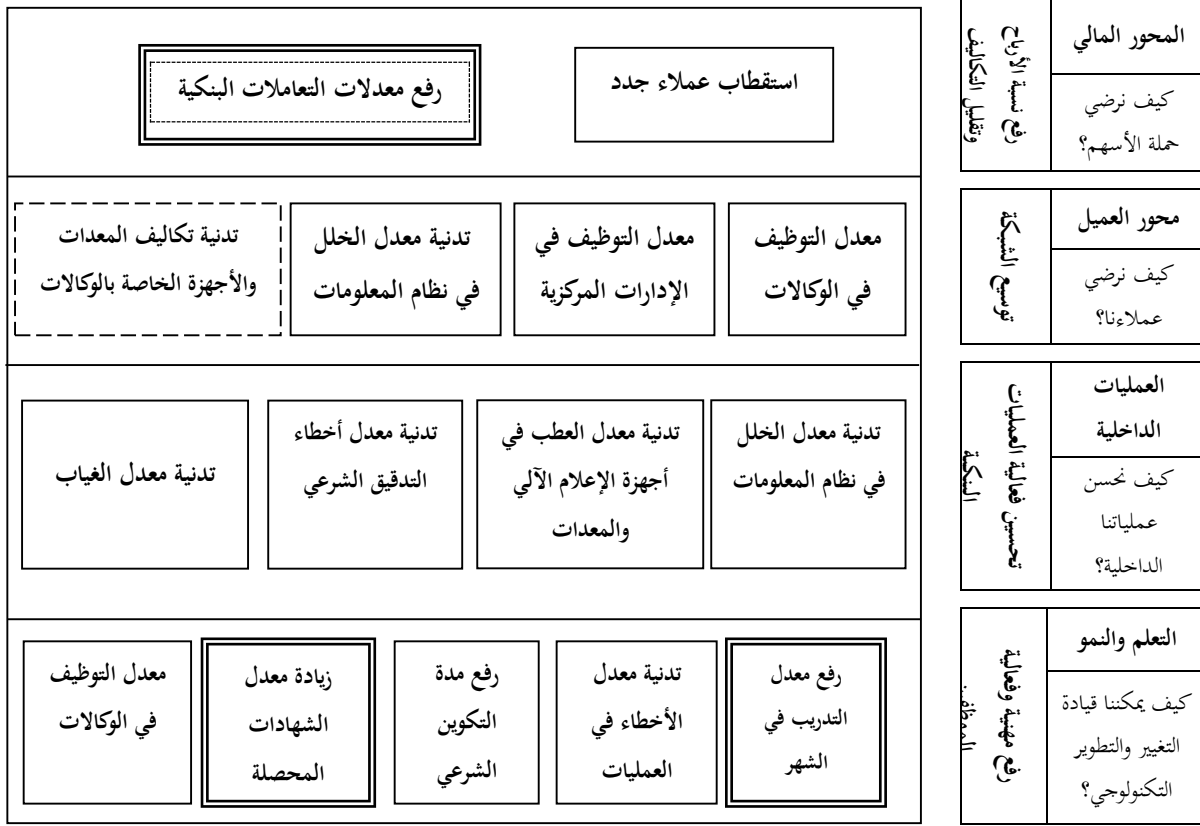 المحور المالي
كيف نرضي
حملة الأسهم؟
رفع نسبة الأرباح
وتقليل التكاليف
استقطاب عملاء جدد
رفع معدلات التعاملات البنكية
محور العميل
كيف نرضي
عملاءنا؟
توسيع الشبكة
معدل التوظيف
في الوكالات
معدل التوظيف في
الإدارات المركزية
تدنية معدل الخلل
في نظام المعلومات
تدنية تكاليف المعدات
والأجهزة الخاصة بالوكالات
العمليات
الداخلية
كيف نحسن
عملياتنا
الداخلية؟
تحسين فعالية العمليات
البنكية
تدنية معدل الخلل
في نظام المعلومات
تدنية معدل العطب في
أجهزة الإعلام الآلي
والمعدات
تدنية معدل أخطاء
التدقيق الشرعي
تدنية معدل الغياب
التعلم والنمو
كيف يمكننا قيادة
التغيير والتطوير
التكنولوجي؟
رفع مهنية وفعالية
رفع معدل
التدريب في
الشهر
تدنية معدل
الأخطاء في
العمليات
رفع مدة
التكوين
الشرعي
زيادة معدل
الشهادات
المحصلة
معدل التوظيف
في الوكالات